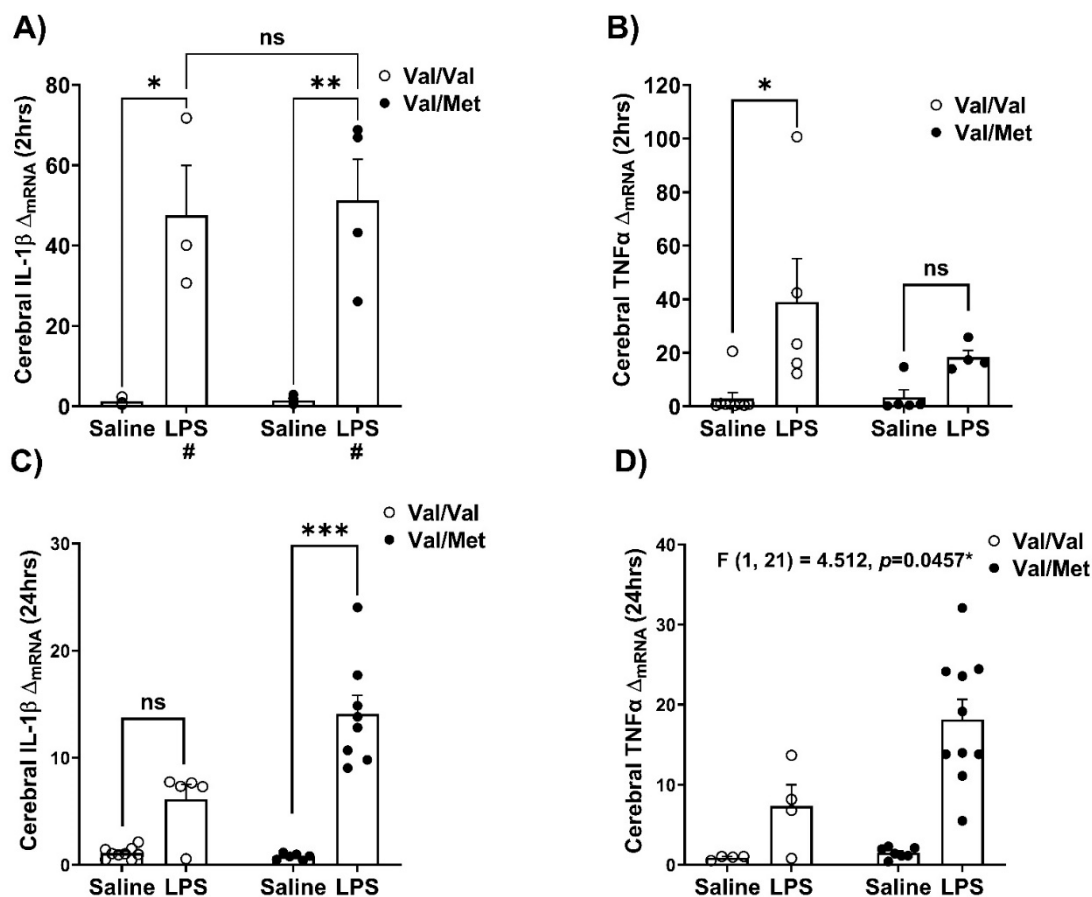 A)
ns
* **
Val/Val
Val/Met
Cerebral IL-1β ΔmRNA (2hrs)
80
60
40
20
0
Saline LPS Saline LPS
# #
B)
*
ns
Val/Val
Val/Met
Cerebral TNFα ΔmRNA (2hrs)
120
100
80
60
40
20
0
Saline LPS Saline LPS
C)
ns
***
Val/Val
Val/Met
Cerebral IL-1β ΔmRNA (24hrs)
30
20
10
0
Saline LPS Saline LPS
D)
F (1, 21) = 4.512, p=0.0457*
Val/Val
Val/Met
Cerebral TNFα ΔmRNA (24hrs)
40
30
20
10
0
Saline LPS Saline LPS